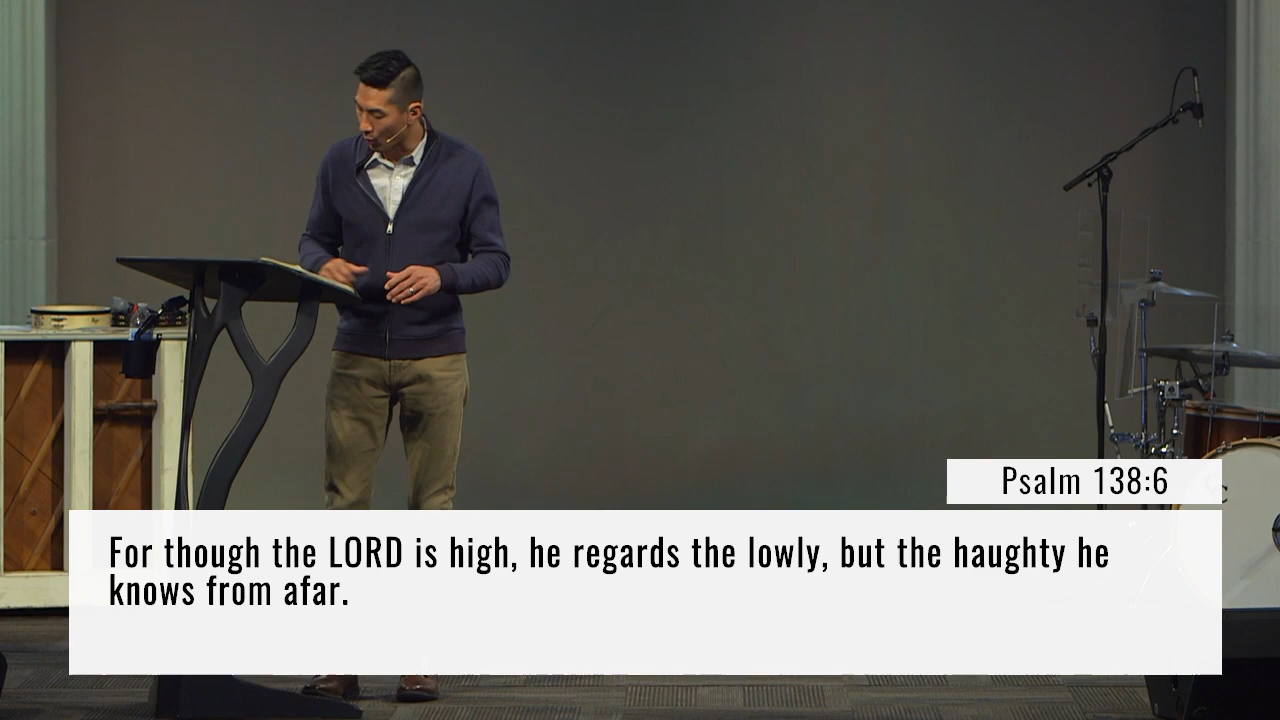 Psalm 138:6
For though the LORD is high, he regards the lowly, but the haughty he
knows from afar.